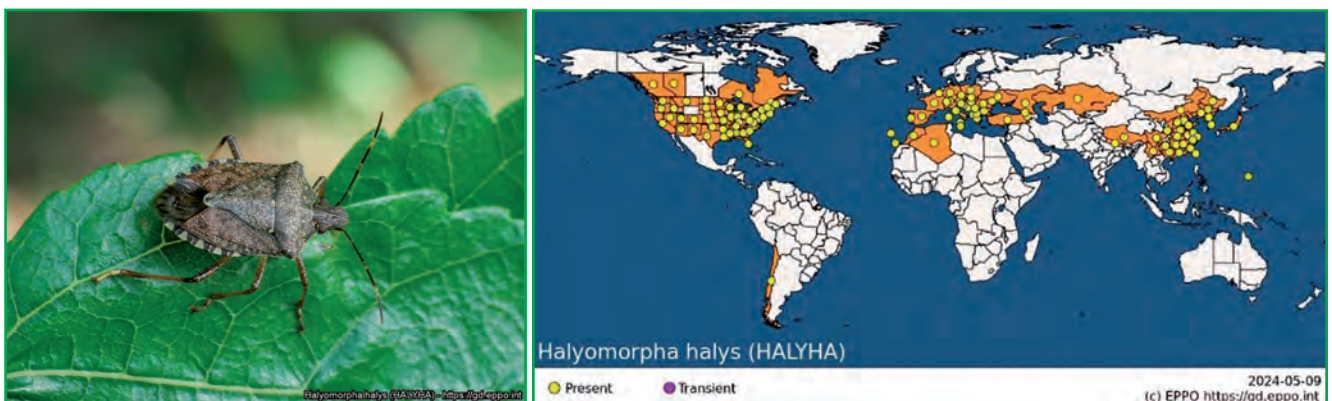 Halyomorpha halys (HALYHA) - https://gd.eppo.int
Halyomorpha halys (HALYHA)
Present
Transient
2024-05-09
(c) EPPO https://gd.eppo.int